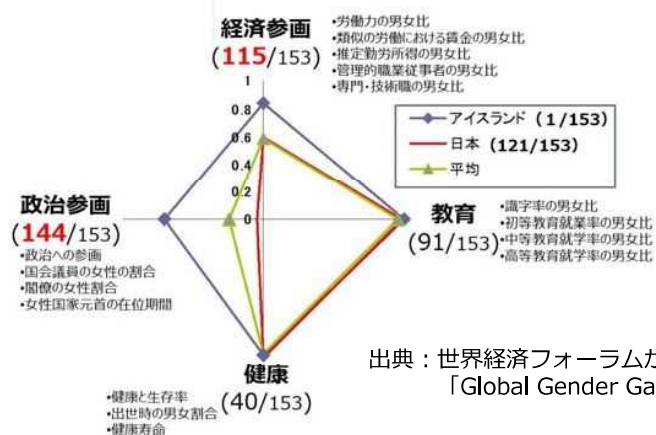 経済参画
(115/153)
•労働力の男女比
•類似の労働における賃金の男女比
•推定勤労所得の男女比
•管理的職業従事者の男女比
•専門・技術職の男女比
1
0.8
0.6
0.4
0.2
0
アイスランド（1/153)
日本（121/153)
平均
政治参画
(144/153)
•政治への参画
•国会議員の女性の割合
•閣僚の女性割合
•女性国家元首の在位期間
教育
(91/153)
•識字率の男女比
•初等教育就業率の男女比
•中等教育就学率の男女比
•高等教育就学率の男女比
健康
(40/153)
•健康と生存率
•出世時の男女割合
•健康寿命
出典：世界経済フォーラムが
「Global Gender Ga